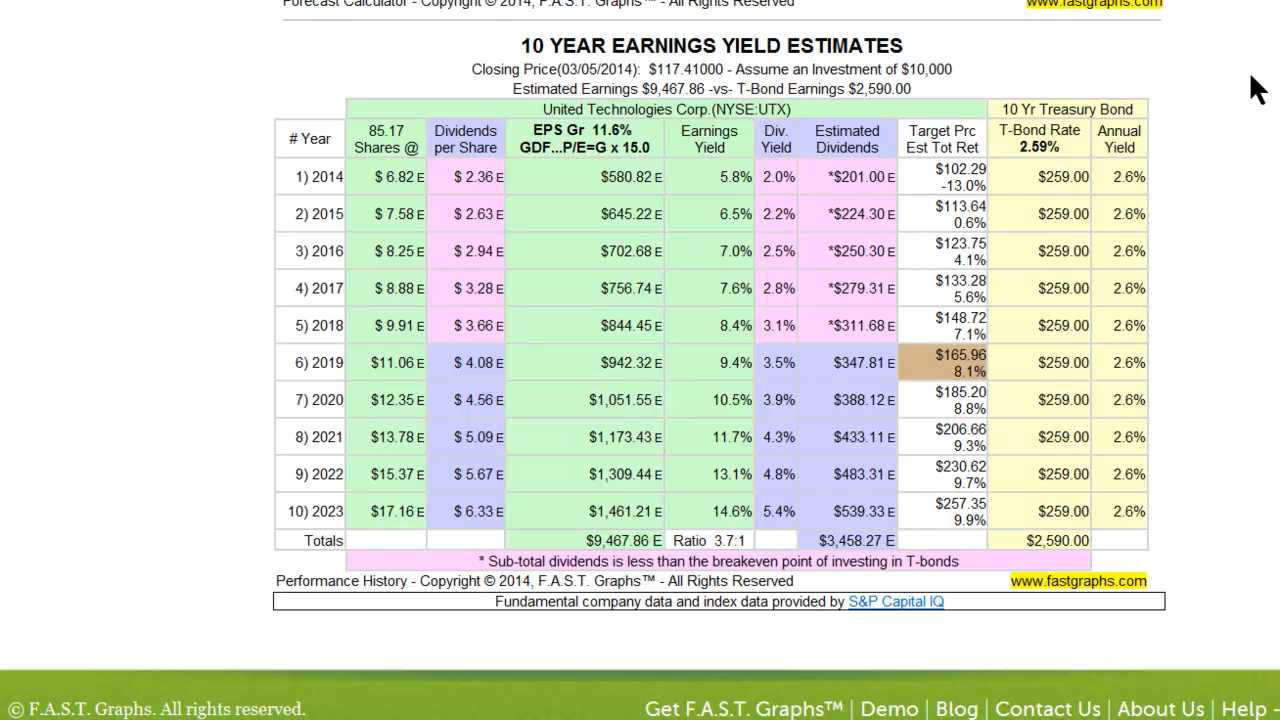 Forecast Calculator - Copyright © 2014, F.A.S.T. Graphs™ - All Rights Reserved www.fastgraphs.com
10 YEAR EARNINGS YIELD ESTIMATES
Closing Price(03/05/2014): $117.41000 - Assume an Investment of $10,000
Estimated Earnings $9,467.86 -vs- T-Bond Earnings $2,590.00
United Technologies Corp.(NYSE:UTX) 10 Yr Treasury Bond
# Year 85.17 Shares @ Dividends per Share EPS Gr 11.6% GDF...P/E=G x 15.0 Earnings Yield Div. Yield Estimated Dividends Target Prc Est Tot Ret T-Bond Rate 2.59% Annual Yield
1) 2014 $ 6.82 E $ 2.36 E $580.82 E 5.8% 2.0% *$201.00 E $102.29 -13.0% $259.00 2.6%
2) 2015 $ 7.58 E $ 2.63 E $645.22 E 6.5% 2.2% *$224.30 E $113.64 0.6% $259.00 2.6%
3) 2016 $ 8.25 E $ 2.94 E $702.68 E 7.0% 2.5% *$250.30 E $123.75 4.1% $259.00 2.6%
4) 2017 $ 8.88 E $ 3.28 E $756.74 E 7.6% 2.8% *$279.31 E $133.28 5.6% $259.00 2.6%
5) 2018 $ 9.91 E $ 3.66 E $844.45 E 8.4% 3.1% *$311.68 E $148.72 7.1% $259.00 2.6%
6) 2019 $11.06 E $ 4.08 E $942.32 E 9.4% 3.5% $347.81 E $165.96 8.1% $259.00 2.6%
7) 2020 $12.35 E $ 4.56 E $1,051.55 E 10.5% 3.9% $388.12 E $185.20 8.8% $259.00 2.6%
8) 2021 $13.78 E $ 5.09 E $1,173.43 E 11.7% 4.3% $433.11 E $206.66 9.3% $259.00 2.6%
9) 2022 $15.37 E $ 5.67 E $1,309.44 E 13.1% 4.8% $483.31 E $230.62 9.7% $259.00 2.6%
10) 2023 $17.16 E $ 6.33 E $1,461.21 E 14.6% 5.4% $539.33 E $257.35 9.9% $259.00 2.6%
Totals $9,467.86 E Ratio 3.7:1 $3,458.27 E $2,590.00
* Sub-total dividends is less than the breakeven point of investing in T-bonds
Performance History - Copyright © 2014, F.A.S.T. Graphs™ - All Rights Reserved www.fastgraphs.com
Fundamental company data and index data provided by S&P Capital IQ
© F.A.S.T. Graphs. All rights reserved. Get F.A.S.T. Graphs™ | Demo | Blog | Contact Us | About Us | Help -